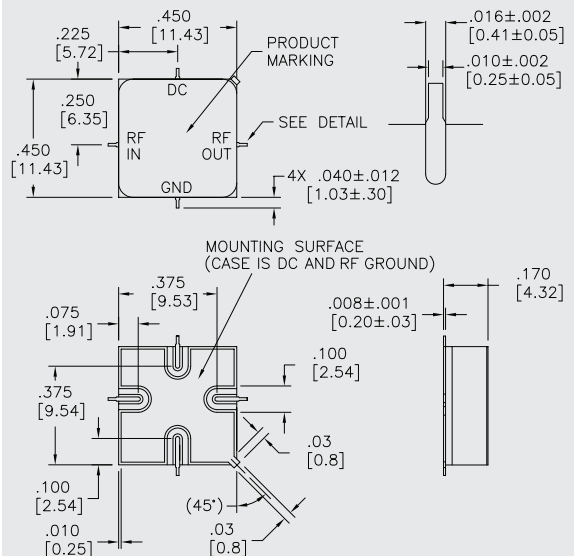 .450
[11.43]
.225
[5.72]
PRODUCT
MARKING
.016±.002
[0.41±0.05]
.010±.002
[0.25±0.05]
DC
.250
[6.35]
RF
IN
RF
OUT
SEE DETAIL
.450
[11.43]
GND
4X .040±.012
[1.03±.30]
MOUNTING SURFACE
(CASE IS DC AND RF GROUND)
.375
[9.53]
.170
[4.32]
.075
[1.91]
.008±.001
[0.20±.03]
.100
[2.54]
.375
[9.54]
.03
[0.8]
.100
[2.54]
(45°)
.010
[0.25]
.03
[0.8]